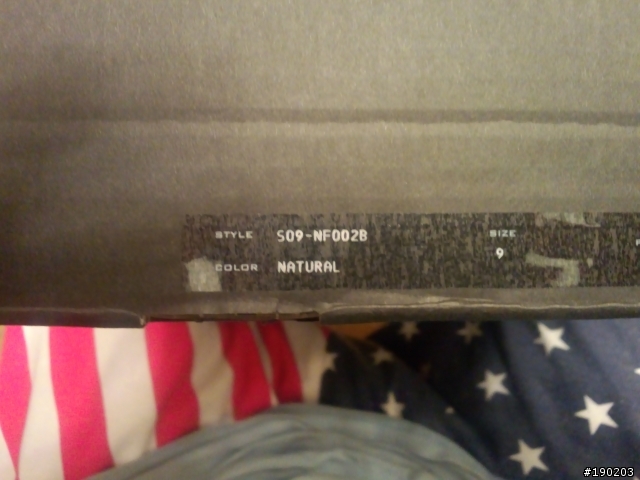 STYLE S09-NF002B SIZE
9
COLOR NATURAL
#190203